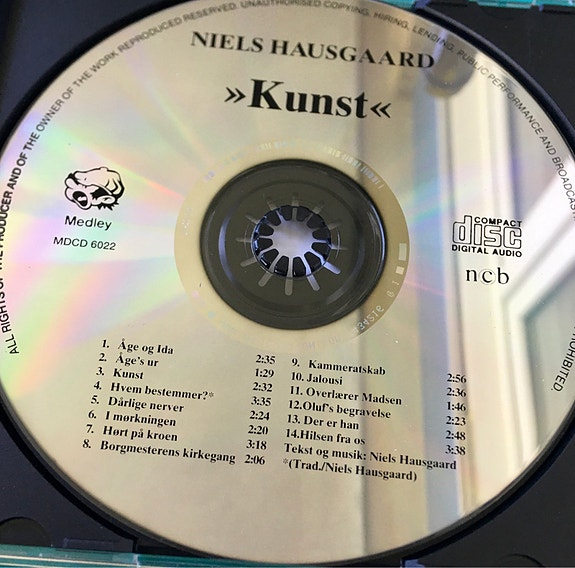 ALL RIGHTS OF THE PRODUCER AND OF THE OWNER OF THE WORK REPRODUCED RESERVED. UNAUTHORISED COPYING, HIRING, LENDING, PUBLIC PERFORMANCE AND BROADCAST
NIELS HAUSGAARD
»Kunst«
Medley
MDCD 6022
COMPACT
disc
DIGITAL AUDIO
ncb
1. Åge og Ida 2:35
2. Åge's ur 1:29
3. Kunst 2:32
4. Hvem bestemmer?* 3:35
5. Dårlige nerver 2:24
6. I mørkningen 2:20
7. Hørt på kroen 3:18
8. Borgmesterens kirkegang 2:06
9. Kammeratskab 2:56
10. Jalousi 2:36
11. Overlærer Madsen 1:46
12. Oluf's begravelse 2:23
13. Der er han 2:48
14. Hilsen fra os 3:38
Tekst og musik: Niels Hausgaard
*(Trad./Niels Hausgaard)